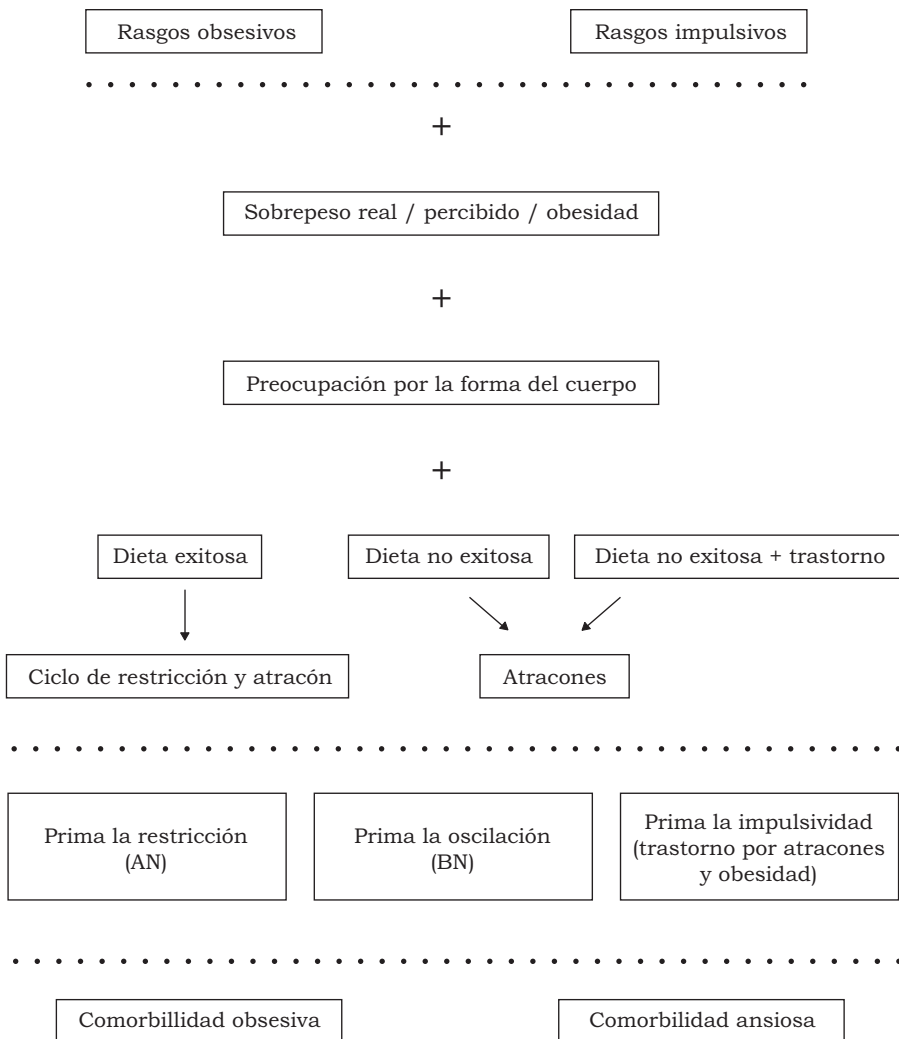 Rasgos obsesivos
Rasgos impulsivos
+
Sobrepeso real / percibido / obesidad
+
Preocupación por la forma del cuerpo
+
Dieta exitosa
Dieta no exitosa
Dieta no exitosa + trastorno
Ciclo de restricción y atracón
Atracones
Prima la restricción
(AN)
Prima la oscilación
(BN)
Prima la impulsividad
(trastorno por atracones
y obesidad)
Comorbillidad obsesiva
Comorbilidad ansiosa